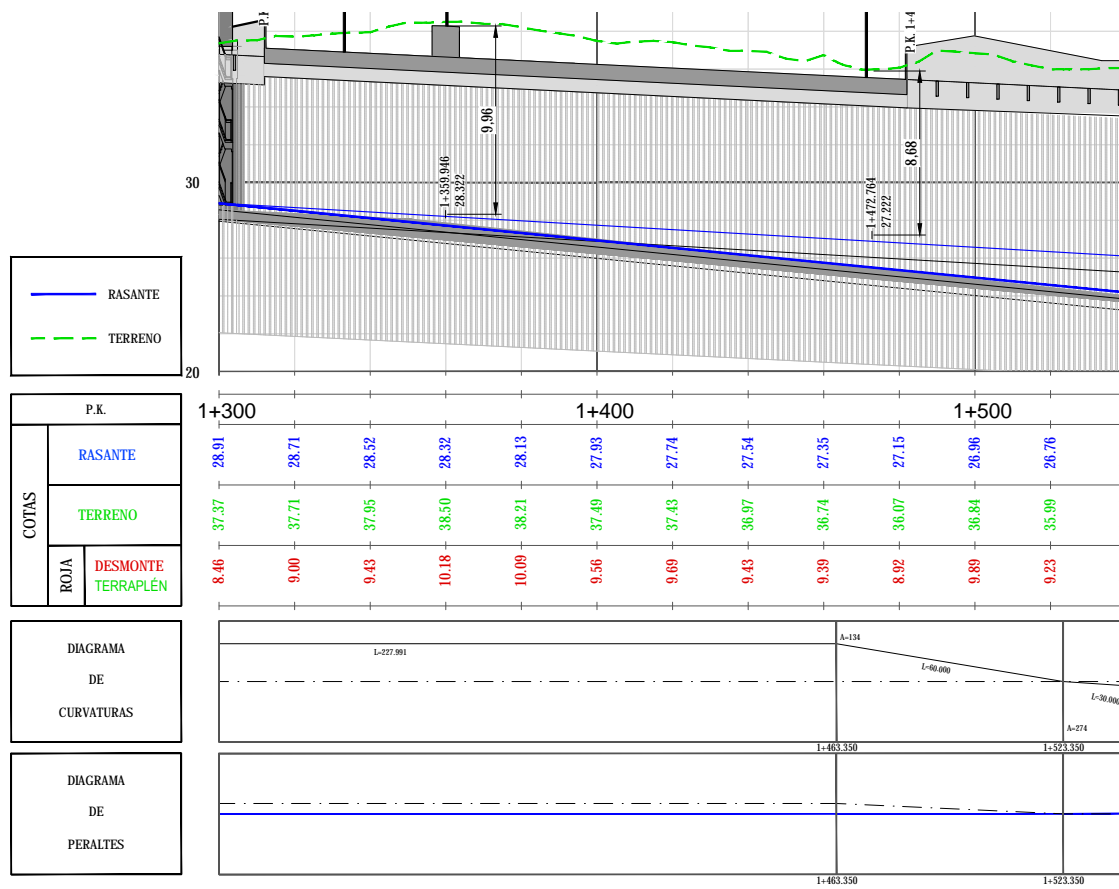 P.K
P.K. 1+4
9,96
8,68
1+359.946
28.322
1+472.764
27.222
30
20
RASANTE
TERRENO
P.K.
1+300
1+400
1+500
COTAS
RASANTE
28.91 28.71 28.52 28.32 28.13 27.93 27.74 27.54 27.35 27.15 26.96 26.76
TERRENO
37.37 37.71 37.95 38.50 38.21 37.49 37.43 36.97 36.74 36.07 36.84 35.99
ROJA
DESMONTE
TERRAPLÉN
8.46 9.00 9.43 10.18 10.09 9.56 9.69 9.43 9.39 8.92 9.89 9.23
DIAGRAMA
DE
CURVATURAS
L=227.991
A=134
L=60.000
L=30.000
A=274
1+463.350
1+523.350
DIAGRAMA
DE
PERALTES
1+463.350
1+523.350